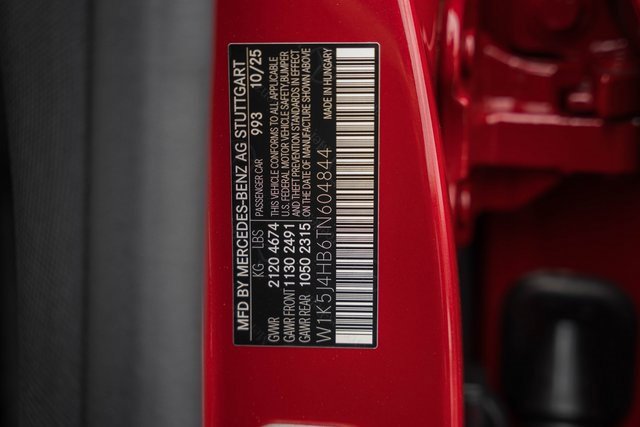 MFD BY MERCEDES-BENZ AG STUTTGART
KG LBS PASSENGER CAR 993 10/25
GVWR 2120 4674 THIS VEHICLE CONFORMS TO ALL APPLICABLE
GAWR FRONT 1130 2491 U.S. FEDERAL MOTOR VEHICLE SAFETY,BUMPER
GAWR REAR 1050 2315 AND THEFT PREVENTION STANDARDS IN EFFECT
ON THE DATE OF MANUFACTURE SHOWN ABOVE
W1K5J4HB6TN604844 MADE IN HUNGARY